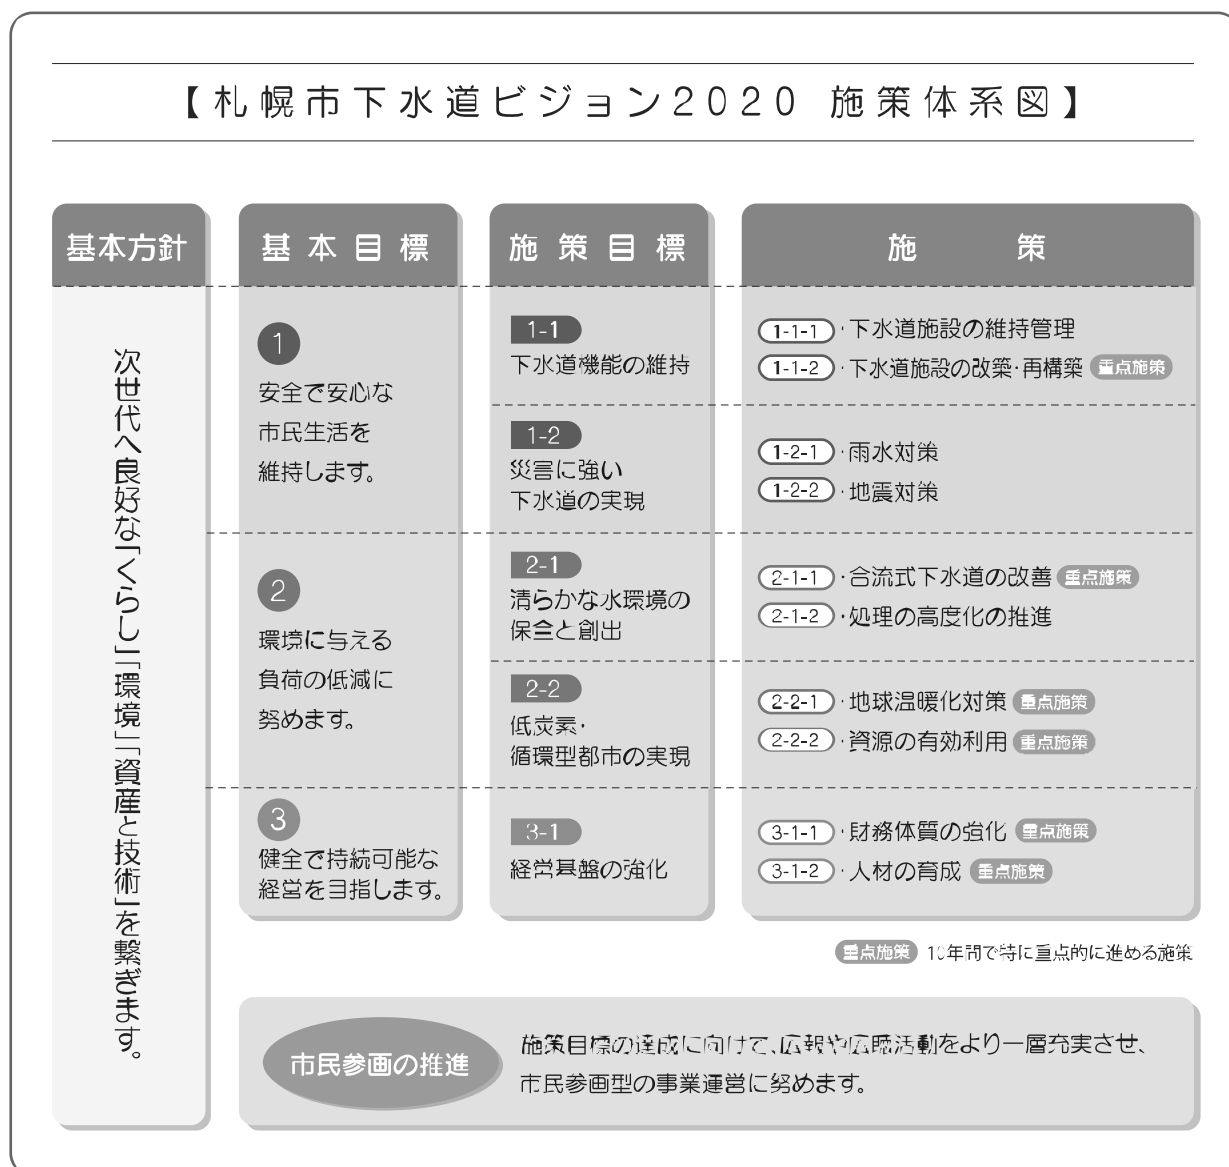 【札幌市下水道ビジョン2020 施策体系図】
基本方針
次世代へ良好な「くらし」「環境」「資産と技術」を繋ぎます。
基本目標
1
安全で安心な
市民生活を
維持します。
2
環境に与える
負荷の低減に
努めます。
3
健全で持続可能な
経営を目指します。
施策目標
1-1
下水道機能の維持
1-2
災害に強い
下水道の実現
2-1
清らかな水環境の
保全と創出
2-2
低炭素・
循環型都市の実現
3-1
経営基盤の強化
施策
1-1-1・下水道施設の維持管理
1-1-2・下水道施設の改築・再構築 重点施策
1-2-1・雨水対策
1-2-2・地震対策
2-1-1・合流式下水道の改善 重点施策
2-1-2・処理の高度化の推進
2-2-1・地球温暖化対策 重点施策
2-2-2・資源の有効利用 重点施策
3-1-1・財務体質の強化 重点施策
3-1-2・人材の育成 重点施策
重点施策 10年間で特に重点的に進める施策
市民参画の推進
施策目標の達成に向けて、広報や広聴活動をより一層充実させ、
市民参画型の事業運営に努めます。